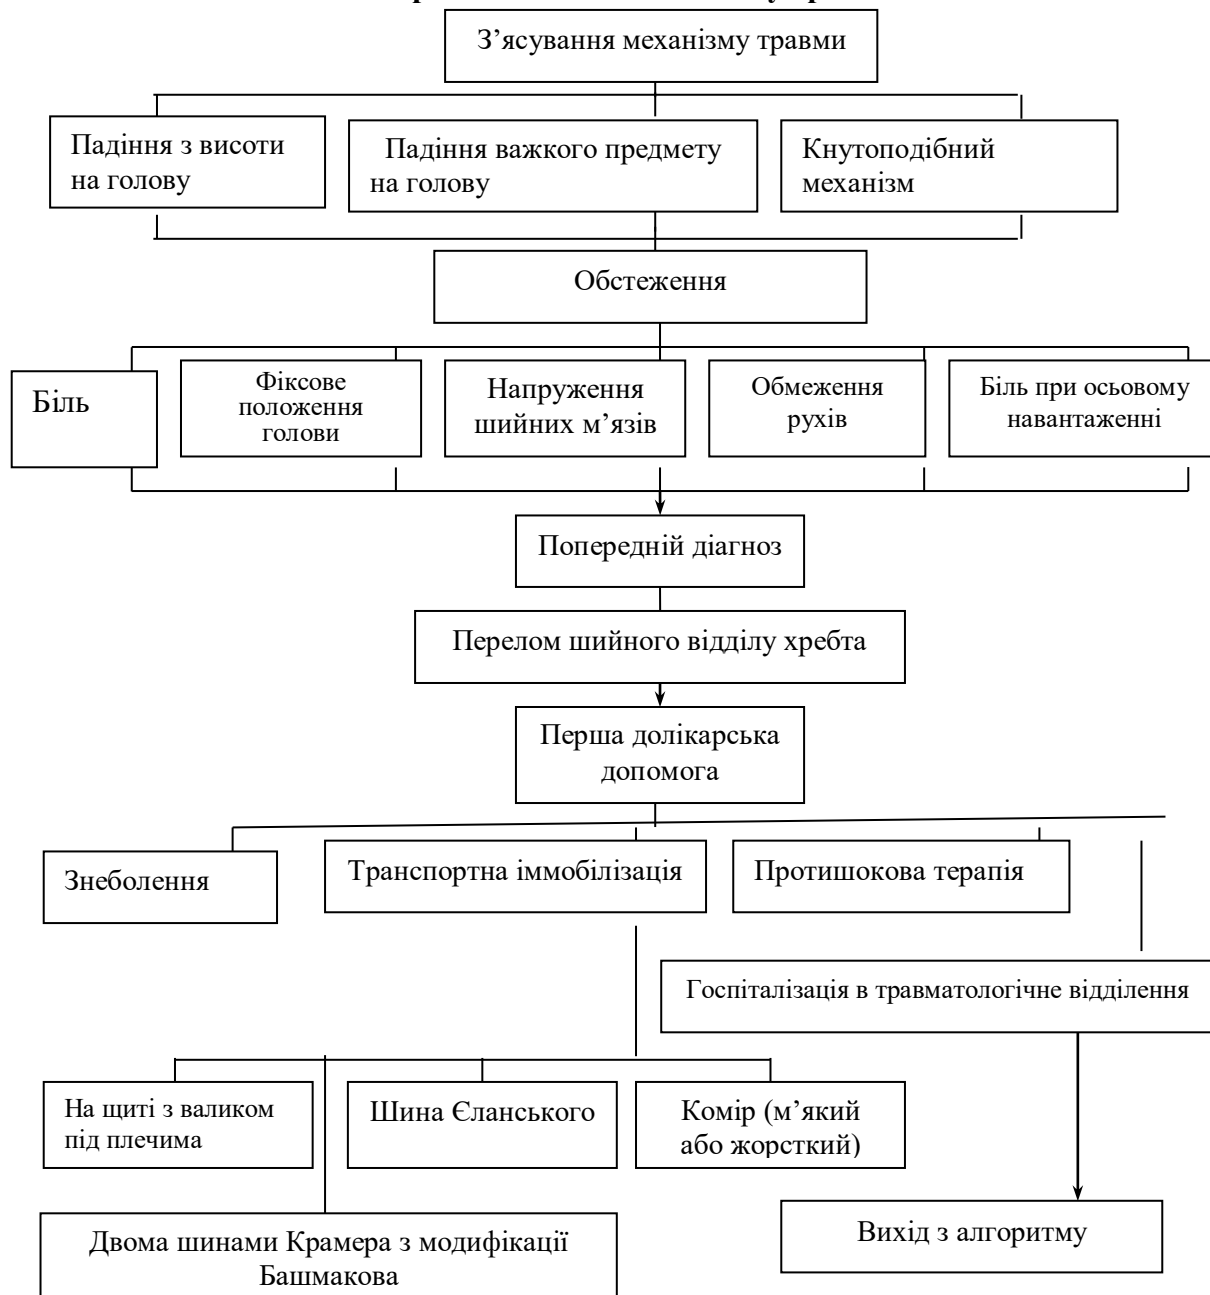 З’ясування механізму травми
Падіння з висоти
на голову
Падіння важкого предмету
на голову
Кнутоподібний
механізм
Обстеження
Біль
Фіксове
положення
голови
Напруження
шийних м’язів
Обмеження
рухів
Біль при осьовому
навантаженні
Попередній діагноз
Перелом шийного відділу хребта
Перша долікарська
допомога
Знеболення
Транспортна іммобілізація
Протишокова терапія
Госпіталізація в травматологічне відділення
На щиті з валиком
під плечима
Шина Єланського
Комір (м’який
або жорсткий)
Двома шинами Крамера з модифікації
Башмакова
Вихід з алгоритму